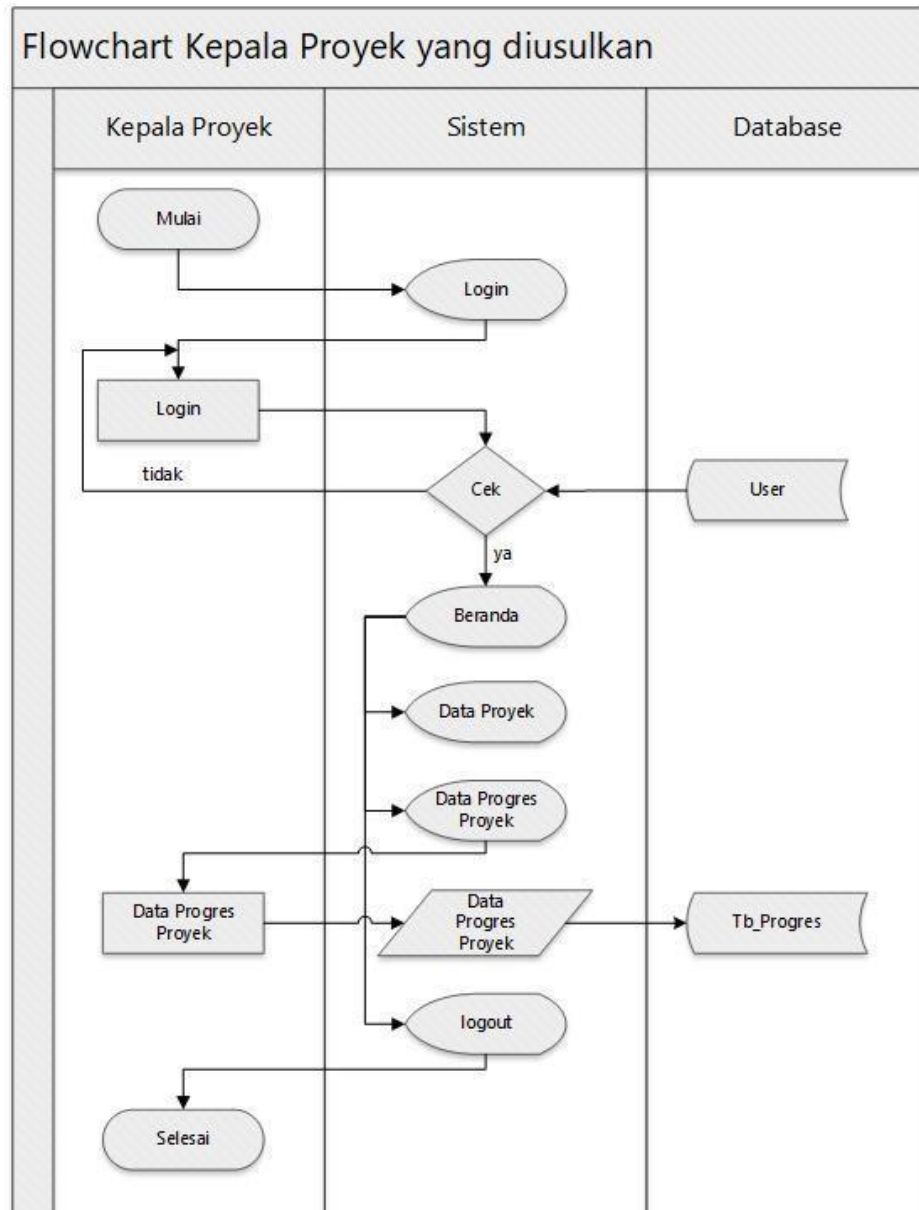 Flowchart Kepala Proyek yang diusulkan
Kepala Proyek
Sistem
Database
Mulai
Login
Login
tidak
Cek
User
ya
Beranda
Data Proyek
Data Progres
Proyek
Data Progres
Proyek
Data
Progres
Proyek
Tb_Progres
logout
Selesai